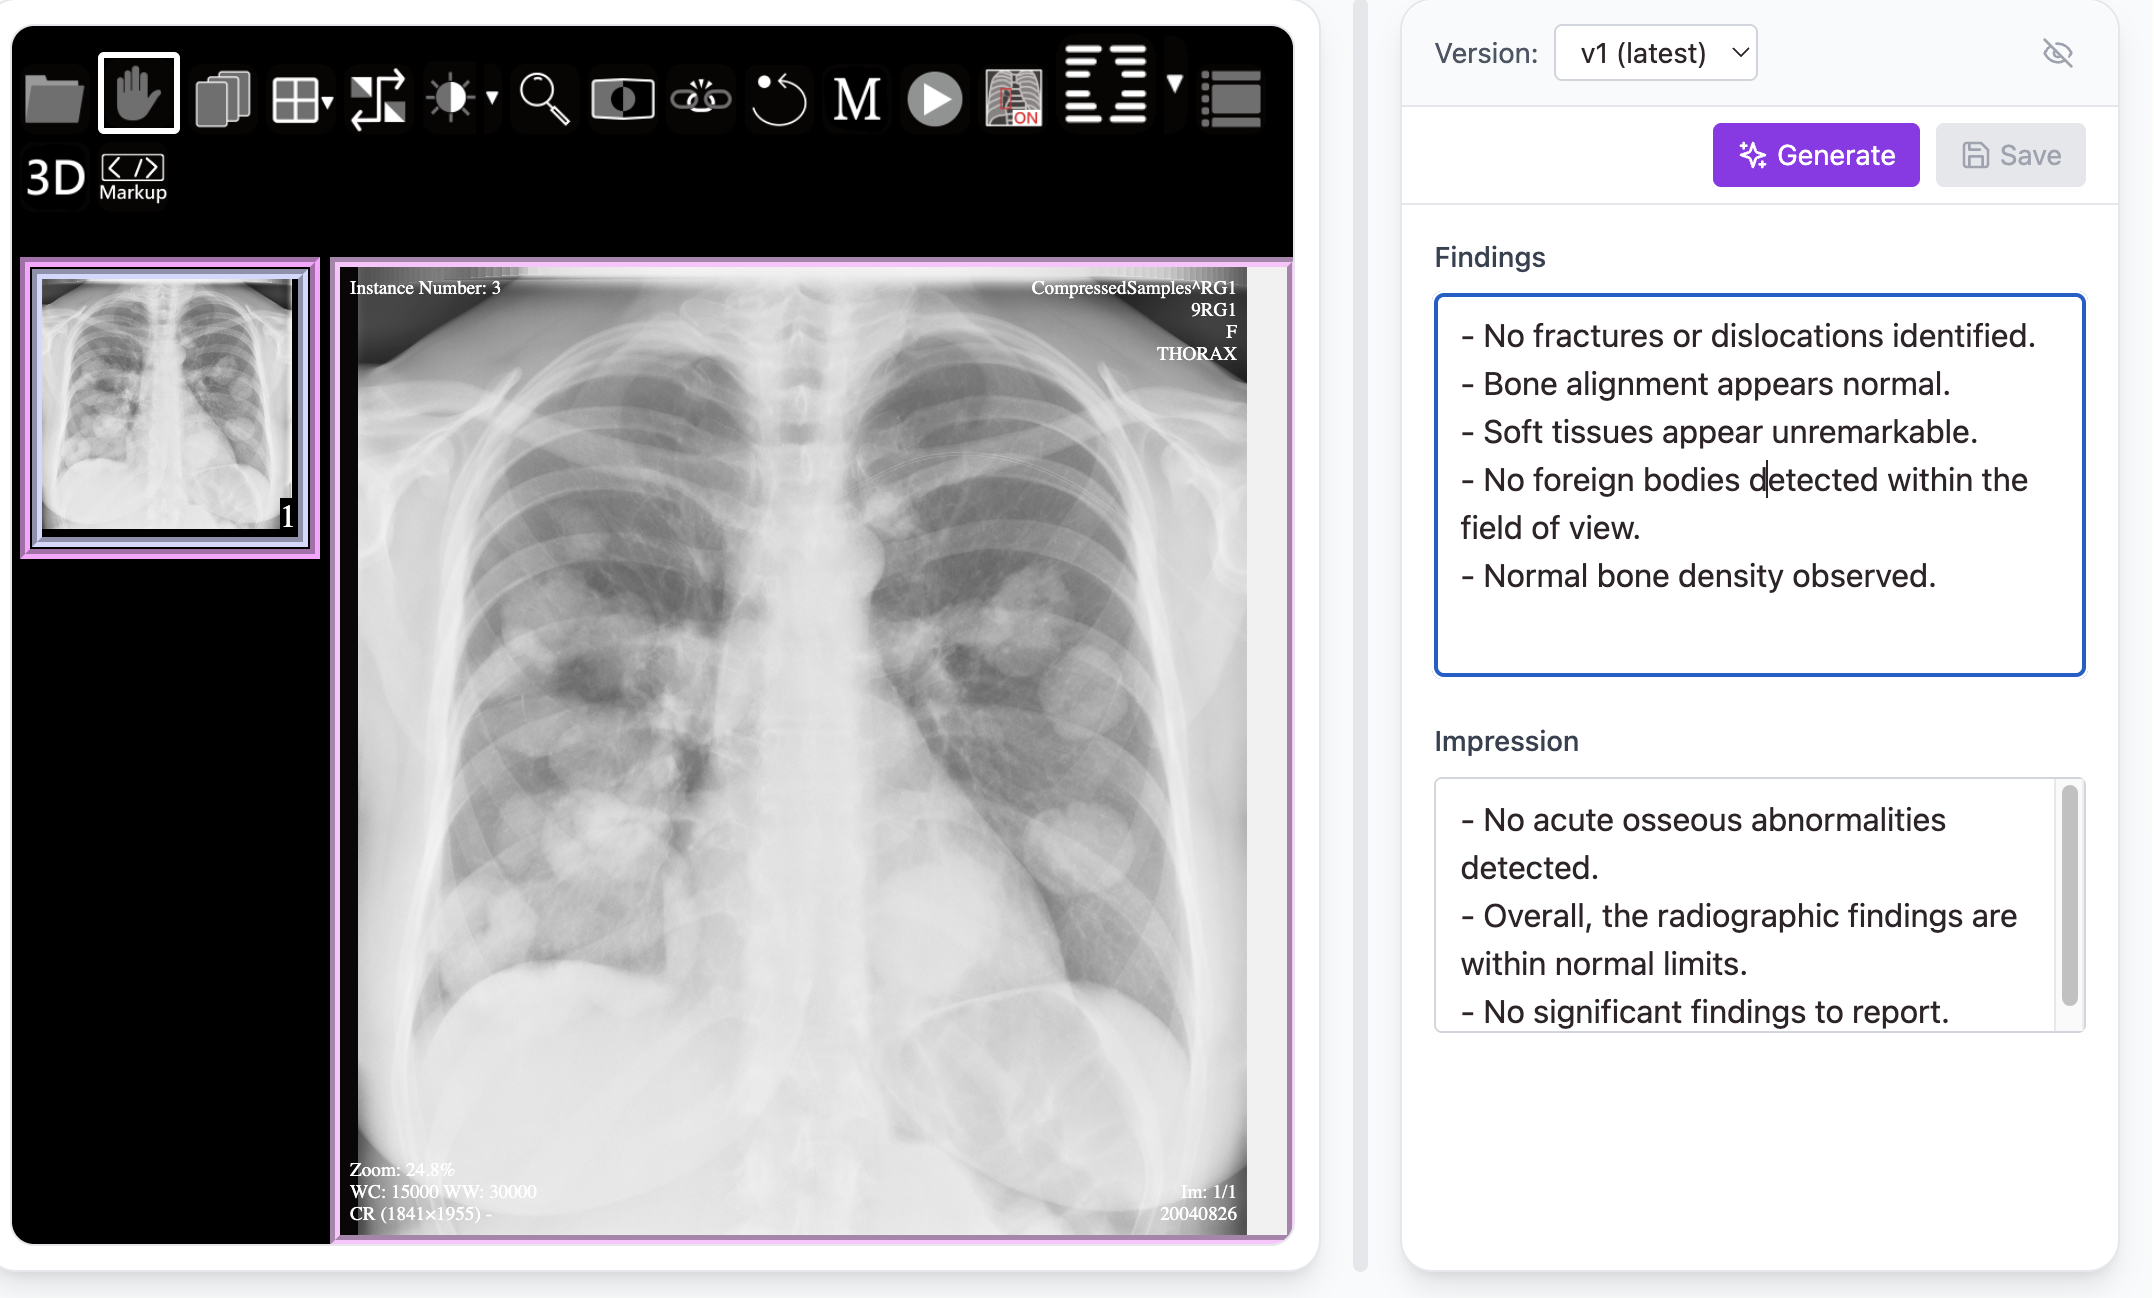 Version: v1 (latest)
M
ON
3D
</>
Markup
Generate
Save
1
Instance Number: 3
CompressedSamples^RG1
9RG1
F
THORAX
Zoom: 24.8%
WC: 15000 WW: 30000
CR (1841x1955) -
Im: 1/1
20040826
Findings
- No fractures or dislocations identified.
- Bone alignment appears normal.
- Soft tissues appear unremarkable.
- No foreign bodies detected within the
field of view.
- Normal bone density observed.
Impression
- No acute osseous abnormalities
detected.
- Overall, the radiographic findings are
within normal limits.
- No significant findings to report.